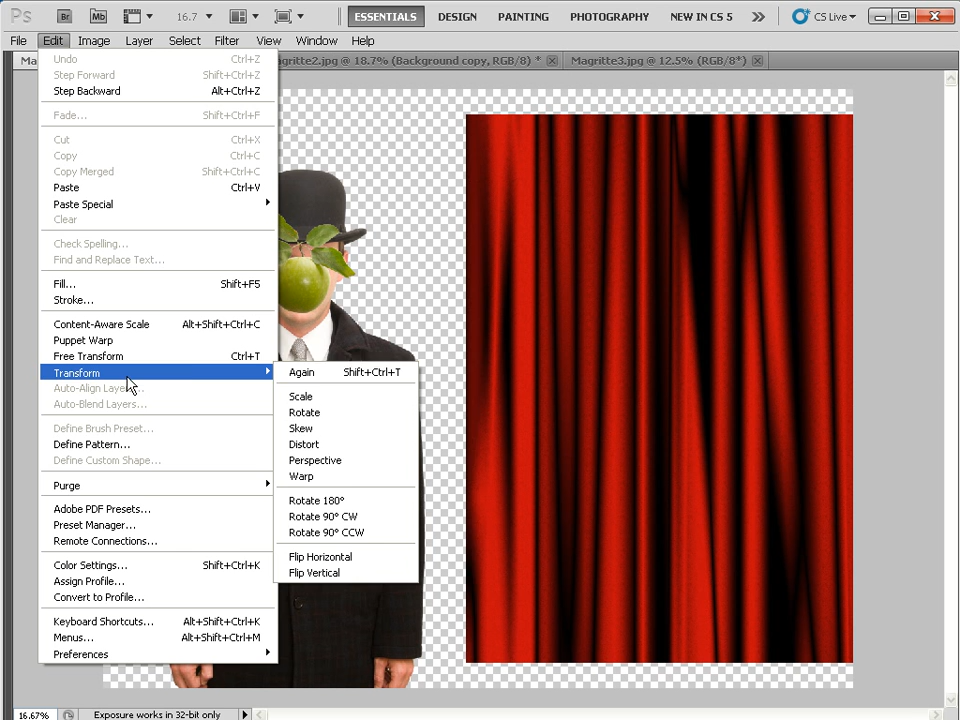 Ps Br Mb 16.7 ESSENTIALS DESIGN PAINTING PHOTOGRAPHY NEW IN CS 5 CS Live
File Edit Image Layer Select Filter View Window Help
Ma agritte2.jpg @ 18.7% (Background copy, RGB/8) * Magritte3.jpg @ 12.5% (RGB/8*)
Undo Ctrl+Z
Step Forward Shift+Ctrl+Z
Step Backward Alt+Ctrl+Z
Fade... Shift+Ctrl+F
Cut Ctrl+X
Copy Ctrl+C
Copy Merged Shift+Ctrl+C
Paste Ctrl+V
Paste Special
Clear
Check Spelling...
Find and Replace Text...
Fill... Shift+F5
Stroke...
Content-Aware Scale Alt+Shift+Ctrl+C
Puppet Warp
Free Transform Ctrl+T
Transform
Auto-Align Laye
Auto-Blend Layers...
Define Brush Preset...
Define Pattern...
Define Custom Shape...
Purge
Adobe PDF Presets...
Preset Manager...
Remote Connections...
Color Settings... Shift+Ctrl+K
Assign Profile...
Convert to Profile...
Keyboard Shortcuts... Alt+Shift+Ctrl+K
Menus... Alt+Shift+Ctrl+M
Preferences
Again Shift+Ctrl+T
Scale
Rotate
Skew
Distort
Perspective
Warp
Rotate 180°
Rotate 90° CW
Rotate 90° CCW
Flip Horizontal
Flip Vertical
16.67% Exposure works in 32-bit only